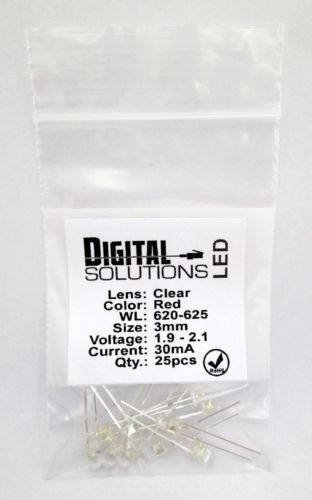 DIGITAL
SOLUTIONS
LED
Lens: Clear
Color: Red
WL: 620-625
Size: 3mm
Voltage: 1.9 - 2.1
Current: 30mA
Qty.: 25pcs
RoHS